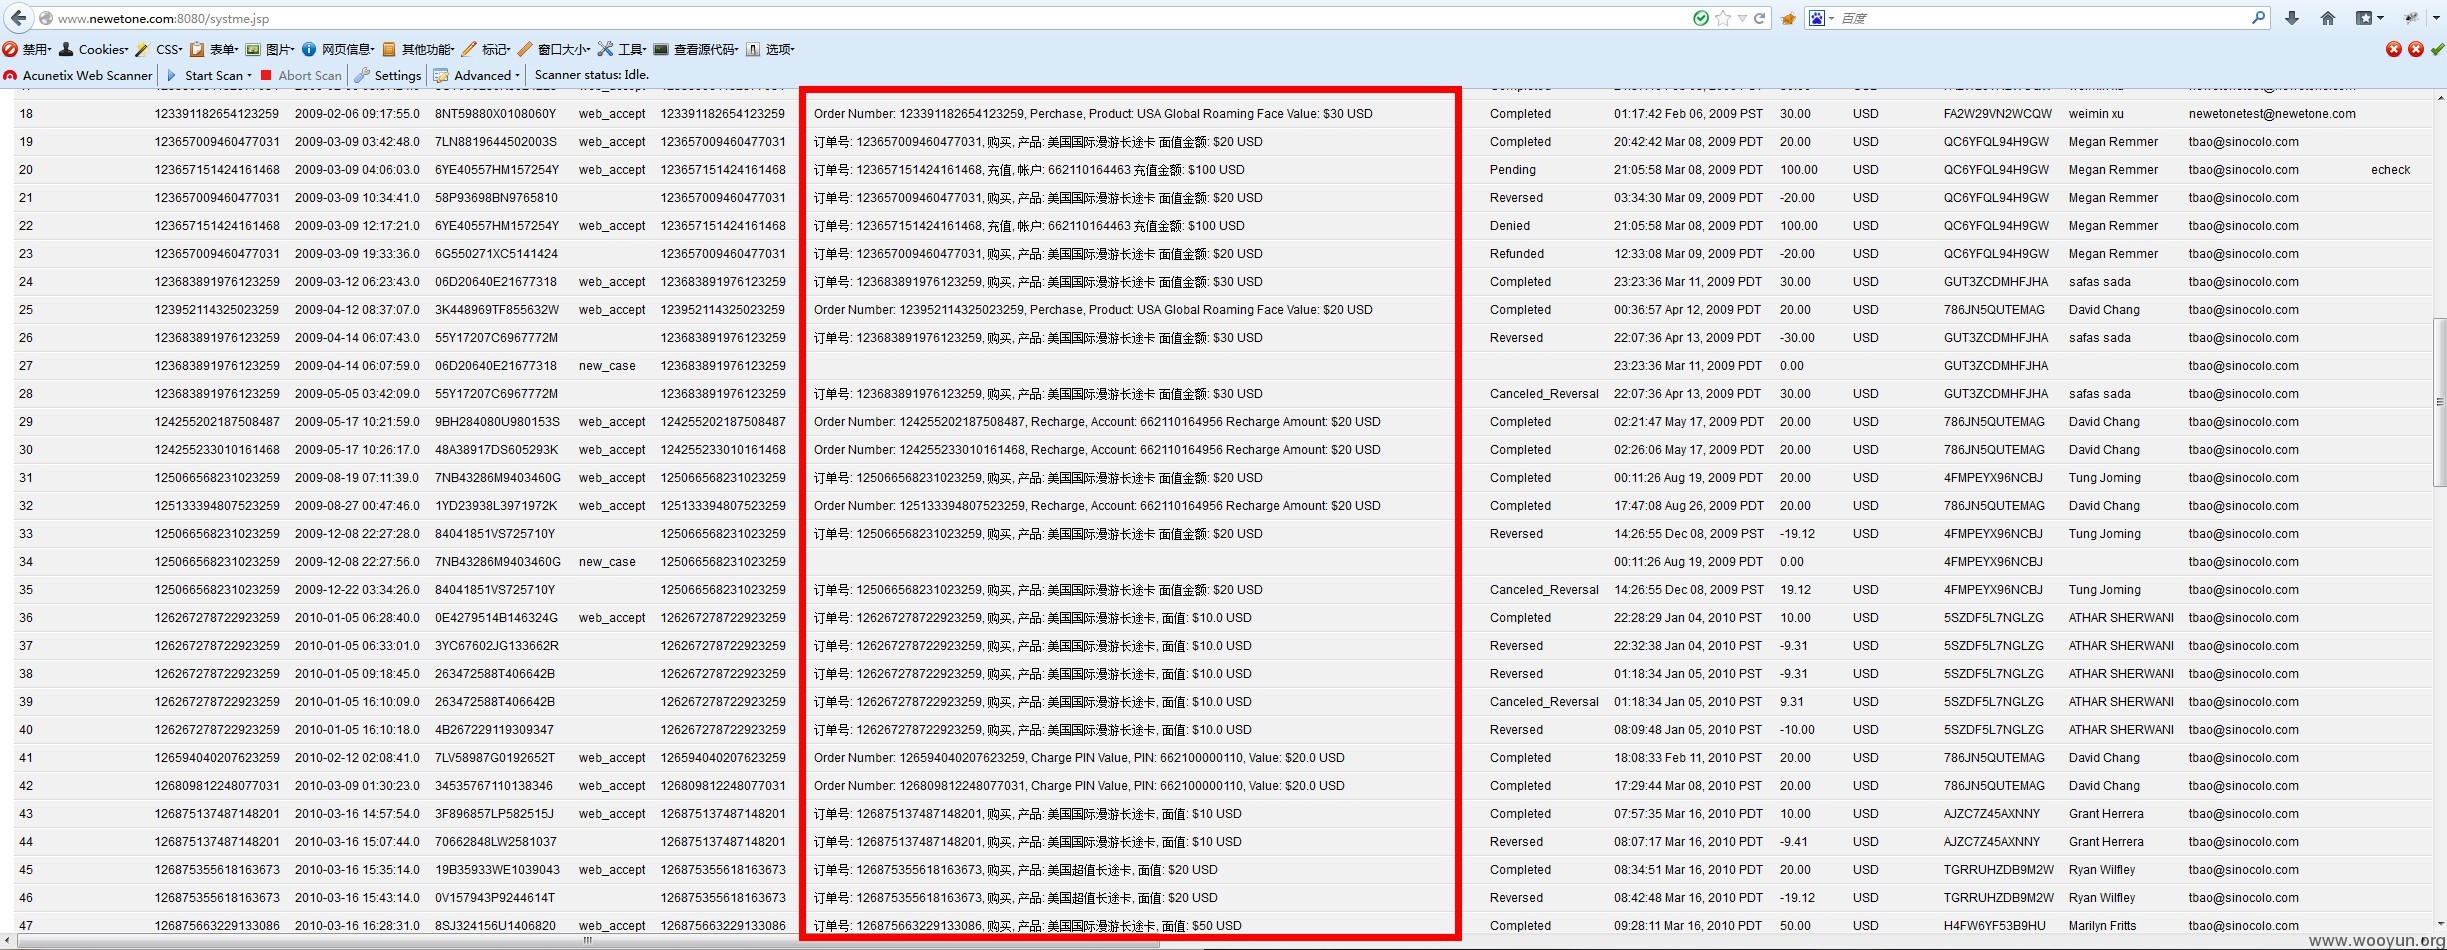 www.newetone.com:8080/systme.jsp 百度
禁用 Cookies CSS 表单 图片 网页信息 其他功能 标记 窗口大小 工具 查看源代码 选项
Acunetix Web Scanner Start Scan Abort Scan Settings Advanced Scanner status: Idle.
18 123391182654123259 2009-02-06 09:17:55.0 8NT59880X0108060Y web_accept 123391182654123259 Order Number: 123391182654123259, Perchase, Product: USA Global Roaming Face Value: $30 USD Completed 01:17:42 Feb 06, 2009 PST 30.00 USD FA2W29VN2WCQW weimin xu newetonetest@newetone.com
19 123657009460477031 2009-03-09 03:42:48.0 7LN8819644502003S web_accept 123657009460477031 订单号: 123657009460477031, 购买, 产品: 美国国际漫游长途卡 面值金额: $20 USD Completed 20:42:42 Mar 08, 2009 PDT 20.00 USD QC6YFQL94H9GW Megan Remmer tbao@sinocolo.com
20 123657151424161468 2009-03-09 04:06:03.0 6YE40557HM157254Y web_accept 123657151424161468 订单号: 123657151424161468, 充值, 帐户: 662110164463 充值金额: $100 USD Pending 21:05:58 Mar 08, 2009 PDT 100.00 USD QC6YFQL94H9GW Megan Remmer tbao@sinocolo.com echeck
21 123657009460477031 2009-03-09 10:34:41.0 58P93698BN9765810 123657009460477031 订单号: 123657009460477031, 购买, 产品: 美国国际漫游长途卡 面值金额: $20 USD Reversed 03:34:30 Mar 09, 2009 PDT -20.00 USD QC6YFQL94H9GW Megan Remmer tbao@sinocolo.com
22 123657151424161468 2009-03-09 12:17:21.0 6YE40557HM157254Y web_accept 123657151424161468 订单号: 123657151424161468, 充值, 帐户: 662110164463 充值金额: $100 USD Denied 21:05:58 Mar 08, 2009 PDT 100.00 USD QC6YFQL94H9GW Megan Remmer tbao@sinocolo.com
23 123657009460477031 2009-03-09 19:33:36.0 6G550271XC5141424 123657009460477031 订单号: 123657009460477031, 购买, 产品: 美国国际漫游长途卡 面值金额: $20 USD Refunded 12:33:08 Mar 09, 2009 PDT -20.00 USD QC6YFQL94H9GW Megan Remmer tbao@sinocolo.com
24 123683891976123259 2009-03-12 06:23:43.0 06D20640E21677318 web_accept 123683891976123259 订单号: 123683891976123259, 购买, 产品: 美国国际漫游长途卡 面值金额: $30 USD Completed 23:23:36 Mar 11, 2009 PDT 30.00 USD GUT3ZCDMHFJHA safas sada tbao@sinocolo.com
25 123952114325023259 2009-04-12 08:37:07.0 3K448969TF855632W web_accept 123952114325023259 Order Number: 123952114325023259, Perchase, Product: USA Global Roaming Face Value: $20 USD Completed 00:36:57 Apr 12, 2009 PDT 20.00 USD 786JN5QUTEMAG David Chang tbao@sinocolo.com
26 123683891976123259 2009-04-14 06:07:43.0 55Y17207C6967772M 123683891976123259 订单号: 123683891976123259, 购买, 产品: 美国国际漫游长途卡 面值金额: $30 USD Reversed 22:07:36 Apr 13, 2009 PDT -30.00 USD GUT3ZCDMHFJHA safas sada tbao@sinocolo.com
27 123683891976123259 2009-04-14 06:07:59.0 06D20640E21677318 new_case 123683891976123259 23:23:36 Mar 11, 2009 PDT 0.00 GUT3ZCDMHFJHA tbao@sinocolo.com
28 123683891976123259 2009-05-05 03:42:09.0 55Y17207C6967772M 123683891976123259 订单号: 123683891976123259, 购买, 产品: 美国国际漫游长途卡 面值金额: $30 USD Canceled_Reversal 22:07:36 Apr 13, 2009 PDT 30.00 USD GUT3ZCDMHFJHA safas sada tbao@sinocolo.com
29 124255202187508487 2009-05-17 10:21:59.0 9BH284080U980153S web_accept 124255202187508487 Order Number: 124255202187508487, Recharge, Account: 662110164956 Recharge Amount: $20 USD Completed 02:21:47 May 17, 2009 PDT 20.00 USD 786JN5QUTEMAG David Chang tbao@sinocolo.com
30 124255233010161468 2009-05-17 10:26:17.0 48A38917DS605293K web_accept 124255233010161468 Order Number: 124255233010161468, Recharge, Account: 662110164956 Recharge Amount: $20 USD Completed 02:26:06 May 17, 2009 PDT 20.00 USD 786JN5QUTEMAG David Chang tbao@sinocolo.com
31 125066568231023259 2009-08-19 07:11:39.0 7NB43286M9403460G web_accept 125066568231023259 订单号: 125066568231023259, 购买, 产品: 美国国际漫游长途卡 面值金额: $20 USD Completed 00:11:26 Aug 19, 2009 PDT 20.00 USD 4FMPEYX96NCBJ Tung Joming tbao@sinocolo.com
32 125133394807523259 2009-08-27 00:47:46.0 1YD23938L3971972K web_accept 125133394807523259 Order Number: 125133394807523259, Recharge, Account: 662110164956 Recharge Amount: $20 USD Completed 17:47:08 Aug 26, 2009 PDT 20.00 USD 786JN5QUTEMAG David Chang tbao@sinocolo.com
33 125066568231023259 2009-12-08 22:27:28.0 84041851VS725710Y 125066568231023259 订单号: 125066568231023259, 购买, 产品: 美国国际漫游长途卡 面值金额: $20 USD Reversed 14:26:55 Dec 08, 2009 PST -19.12 USD 4FMPEYX96NCBJ Tung Joming tbao@sinocolo.com
34 125066568231023259 2009-12-08 22:27:56.0 7NB43286M9403460G new_case 125066568231023259 00:11:26 Aug 19, 2009 PDT 0.00 4FMPEYX96NCBJ tbao@sinocolo.com
35 125066568231023259 2009-12-22 03:34:26.0 84041851VS725710Y 125066568231023259 订单号: 125066568231023259, 购买, 产品: 美国国际漫游长途卡 面值金额: $20 USD Canceled_Reversal 14:26:55 Dec 08, 2009 PST 19.12 USD 4FMPEYX96NCBJ Tung Joming tbao@sinocolo.com
36 126267278722923259 2010-01-05 06:28:40.0 0E4279514B146324G web_accept 126267278722923259 订单号: 126267278722923259, 购买, 产品: 美国国际漫游长途卡, 面值: $10.0 USD Completed 22:28:29 Jan 04, 2010 PST 10.00 USD 5SZDF5L7NGLZG ATHAR SHERWANI tbao@sinocolo.com
37 126267278722923259 2010-01-05 06:33:01.0 3YC67602JG133662R 126267278722923259 订单号: 126267278722923259, 购买, 产品: 美国国际漫游长途卡, 面值: $10.0 USD Reversed 22:32:38 Jan 04, 2010 PST -9.31 USD 5SZDF5L7NGLZG ATHAR SHERWANI tbao@sinocolo.com
38 126267278722923259 2010-01-05 09:18:45.0 263472588T406642B 126267278722923259 订单号: 126267278722923259, 购买, 产品: 美国国际漫游长途卡, 面值: $10.0 USD Reversed 01:18:34 Jan 05, 2010 PST -9.31 USD 5SZDF5L7NGLZG ATHAR SHERWANI tbao@sinocolo.com
39 126267278722923259 2010-01-05 16:10:09.0 263472588T406642B 126267278722923259 订单号: 126267278722923259, 购买, 产品: 美国国际漫游长途卡, 面值: $10.0 USD Canceled_Reversal 01:18:34 Jan 05, 2010 PST 9.31 USD 5SZDF5L7NGLZG ATHAR SHERWANI tbao@sinocolo.com
40 126267278722923259 2010-01-05 16:10:18.0 4B267229119309347 126267278722923259 订单号: 126267278722923259, 购买, 产品: 美国国际漫游长途卡, 面值: $10.0 USD Reversed 08:09:48 Jan 05, 2010 PST -10.00 USD 5SZDF5L7NGLZG ATHAR SHERWANI tbao@sinocolo.com
41 126594040207623259 2010-02-12 02:08:41.0 7LV58987G0192652T web_accept 126594040207623259 Order Number: 126594040207623259, Charge PIN Value, PIN: 662100000110, Value: $20.0 USD Completed 18:08:33 Feb 11, 2010 PST 20.00 USD 786JN5QUTEMAG David Chang tbao@sinocolo.com
42 126809812248077031 2010-03-09 01:30:23.0 34535767110138346 web_accept 126809812248077031 Order Number: 126809812248077031, Charge PIN Value, PIN: 662100000110, Value: $20.0 USD Completed 17:29:44 Mar 08, 2010 PST 20.00 USD 786JN5QUTEMAG David Chang tbao@sinocolo.com
43 126875137487148201 2010-03-16 14:57:54.0 3F896857LP582515J web_accept 126875137487148201 订单号: 126875137487148201, 购买, 产品: 美国国际漫游长途卡, 面值: $10 USD Completed 07:57:35 Mar 16, 2010 PDT 10.00 USD AJZC7Z45AXNNY Grant Herrera tbao@sinocolo.com
44 126875137487148201 2010-03-16 15:07:44.0 70662848LW2581037 126875137487148201 订单号: 126875137487148201, 购买, 产品: 美国国际漫游长途卡, 面值: $10 USD Reversed 08:07:17 Mar 16, 2010 PDT -9.41 USD AJZC7Z45AXNNY Grant Herrera tbao@sinocolo.com
45 126875355618163673 2010-03-16 15:35:14.0 19B35933WE1039043 web_accept 126875355618163673 订单号: 126875355618163673, 购买, 产品: 美国超值长途卡, 面值: $20 USD Completed 08:34:51 Mar 16, 2010 PDT 20.00 USD TGRRUHZDB9M2W Ryan Wilfley tbao@sinocolo.com
46 126875355618163673 2010-03-16 15:43:14.0 0V157943P9244614T 126875355618163673 订单号: 126875355618163673, 购买, 产品: 美国超值长途卡, 面值: $20 USD Reversed 08:42:48 Mar 16, 2010 PDT -19.12 USD TGRRUHZDB9M2W Ryan Wilfley tbao@sinocolo.com
47 126875663229133086 2010-03-16 16:28:31.0 8SJ324156U1406820 web_accept 126875663229133086 订单号: 126875663229133086, 购买, 产品: 美国国际漫游长途卡, 面值: $50 USD Completed 09:28:11 Mar 16, 2010 PDT 50.00 USD H4FW6YF53B9HU Marilyn Fritts tbao@sinocolo.com
www.wooyun.org